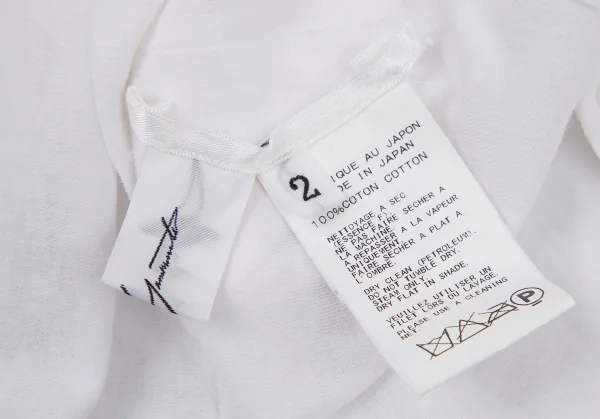 2
IQUE AU JAPON
DE IN JAPAN
100%COTON COTTON
NETTOYAGE A SEC
(ESSENCE F).
NE PAS FAIRE SECHER A
LA MACHINE.
A REPASSER A LA VAPEUR
UNIQUEMENT.
FAIRE SECHER A PLAT A
L'OMBRE.
DRY CLEAN (PETROLEUM).
DO NOT TUMBLE DRY.
STEAM ONLY.
DRY FLAT IN SHADE.
VEUILLEZ UTILISER UN
FILET LORS DU LAVAGE.
PLEASE USE A CLEANING
NET
P